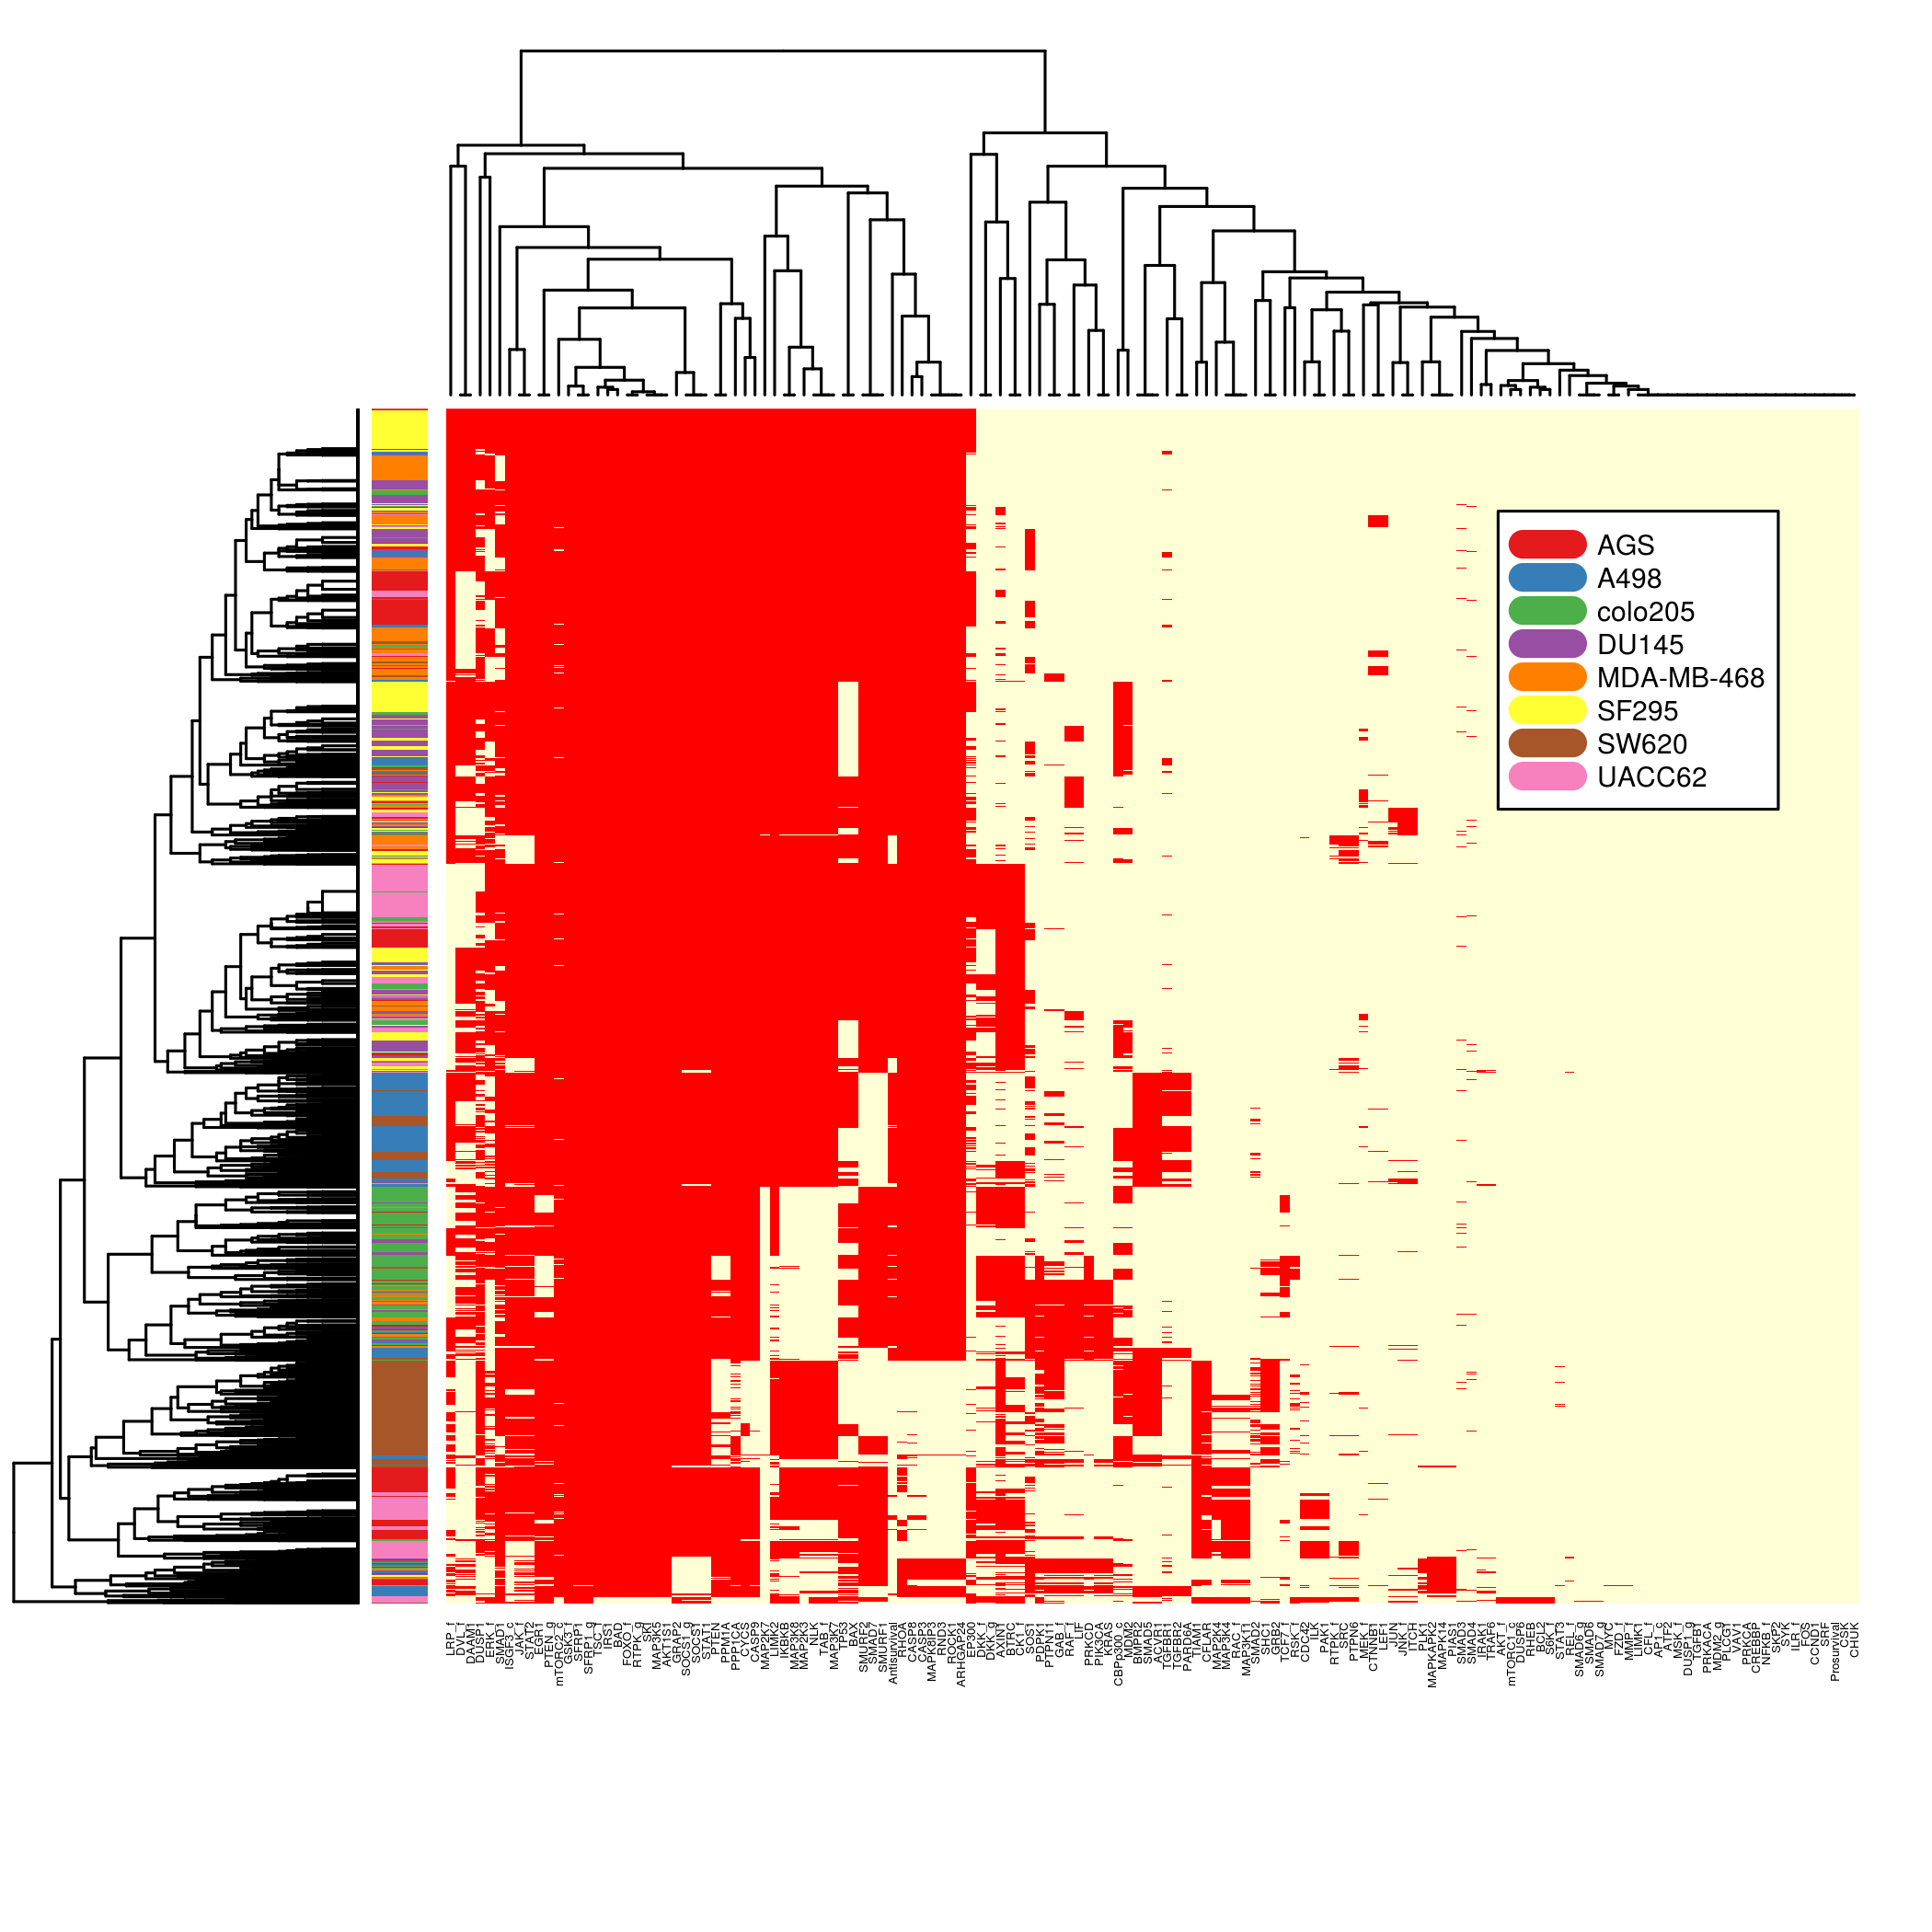 AGS
A498
colo205
DU145
MDA-MB-468
SF295
SW620
UACC62
LRP_f
DVL_f
DAAM1
DUSP1
ERK_f
SMAD1
ISGF3_c
JAK_f
STAT2
EGR1
PTEN_g
mTORC2_c
GSK3_f
SFRP1
SFRP1_g
TSC_f
IRS1
BAD
FOXO_f
RTPK_g
SKI
MAP3K5
AKT1S1
GRAP2
SOCS1_g
SOCS1
STAT1
PTEN
PPM1A
PPP1CA
CYCS
CASP9
MAP2K7
LIMK2
IKBKB
MAP3K8
MAP2K3
NLK
TAB_f
MAP3K7
TP53
BAX
SMURF2
SMAD7
SMURF1
Antisurvival
RHOA
CASP8
CASP3
MAPK8IP3
RND3
ROCK1
ARHGAP24
EP300
DKK_f
DKK_g
AXIN1
BTRC
CK1_f
SOS1
PDPK1
PTPN11
GAB_f
RAF_f
LIF
PRKCD
PIK3CA
KRAS
CBPp300_c
MDM2
BMPR2
SMAD5
ACVR1
TGFBR1
TGFBR2
PARD6A
TIAM1
CFLAR
MAP2K4
MAP3K4
RAC_f
MAP3K11
SMAD2
SHC1
GRB2
TCF7_f
RSK_f
CDC42
ILK
PAK1
RTPK_f
SRC
PTPN6
MEK_f
CTNNB1
LEF1
JUN
JNK_f
ITCH
PLK1
MAPKAPK2
MAPK14
PIAS1
SMAD3
SMAD4
IRAK1
TRAF6
AKT_f
mTORC1_c
DUSP6
RHEB
BCL2
S6K_f
STAT3
REL_f
SMAD6_g
SMAD6
SMAD7_g
MYC
FZD_f
MMP_f
LIMK1
CFL_f
AP1_c
ATF2
MSK_f
DUSP1_g
TGFB1
PRKACA
MDM2_g
PLCG1
VAV1
PRKCA
CREBBP
NFKB_f
SKP2
SYK
ILR_f
FOS
CCND1
SRF
Prosurvival
CSK
CHUK